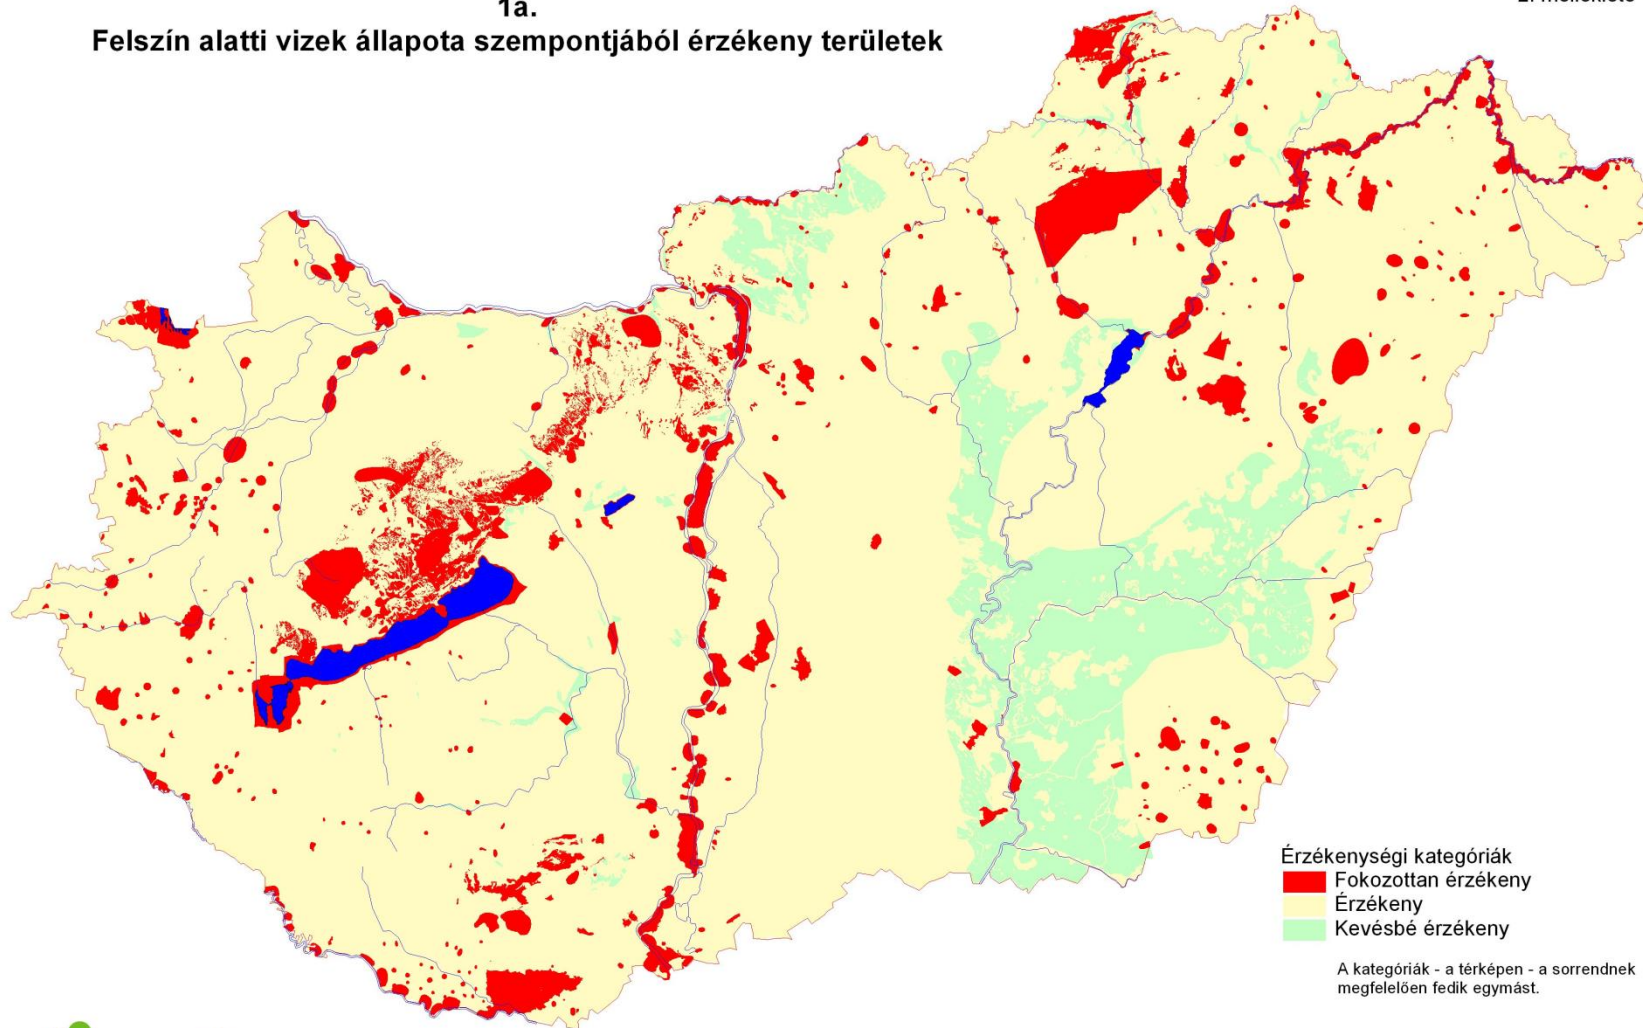 1a.
Felszín alatti vizek állapota szempontjából érzékeny területek
Érzékenységi kategóriák
Fokozottan érzékeny
Érzékeny
Kevésbé érzékeny
A kategóriák - a térképen - a sorrendnek
megfelelően fedik egymást.